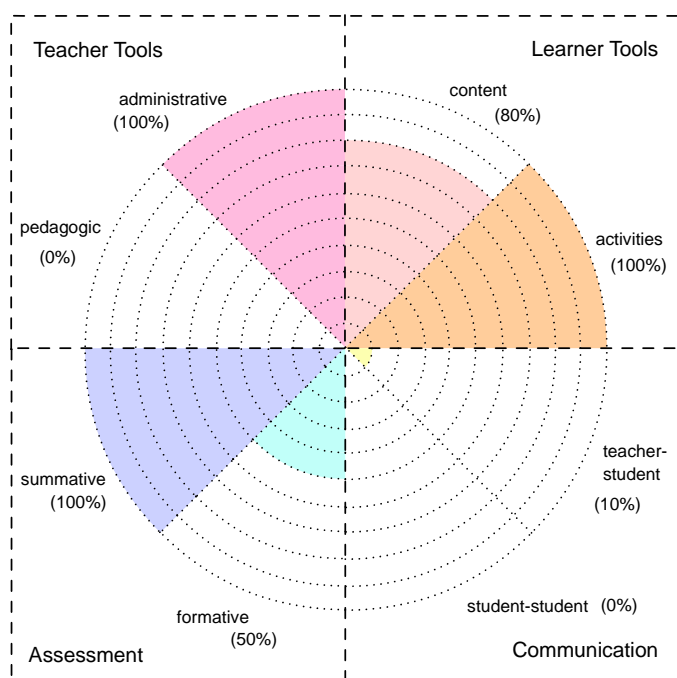 Teacher Tools
Learner Tools
administrative
(100%)
content
(80%)
pedagogic
(0%)
activities
(100%)
summative
(100%)
teacher-
student
(10%)
formative
(50%)
student-student (0%)
Assessment
Communication